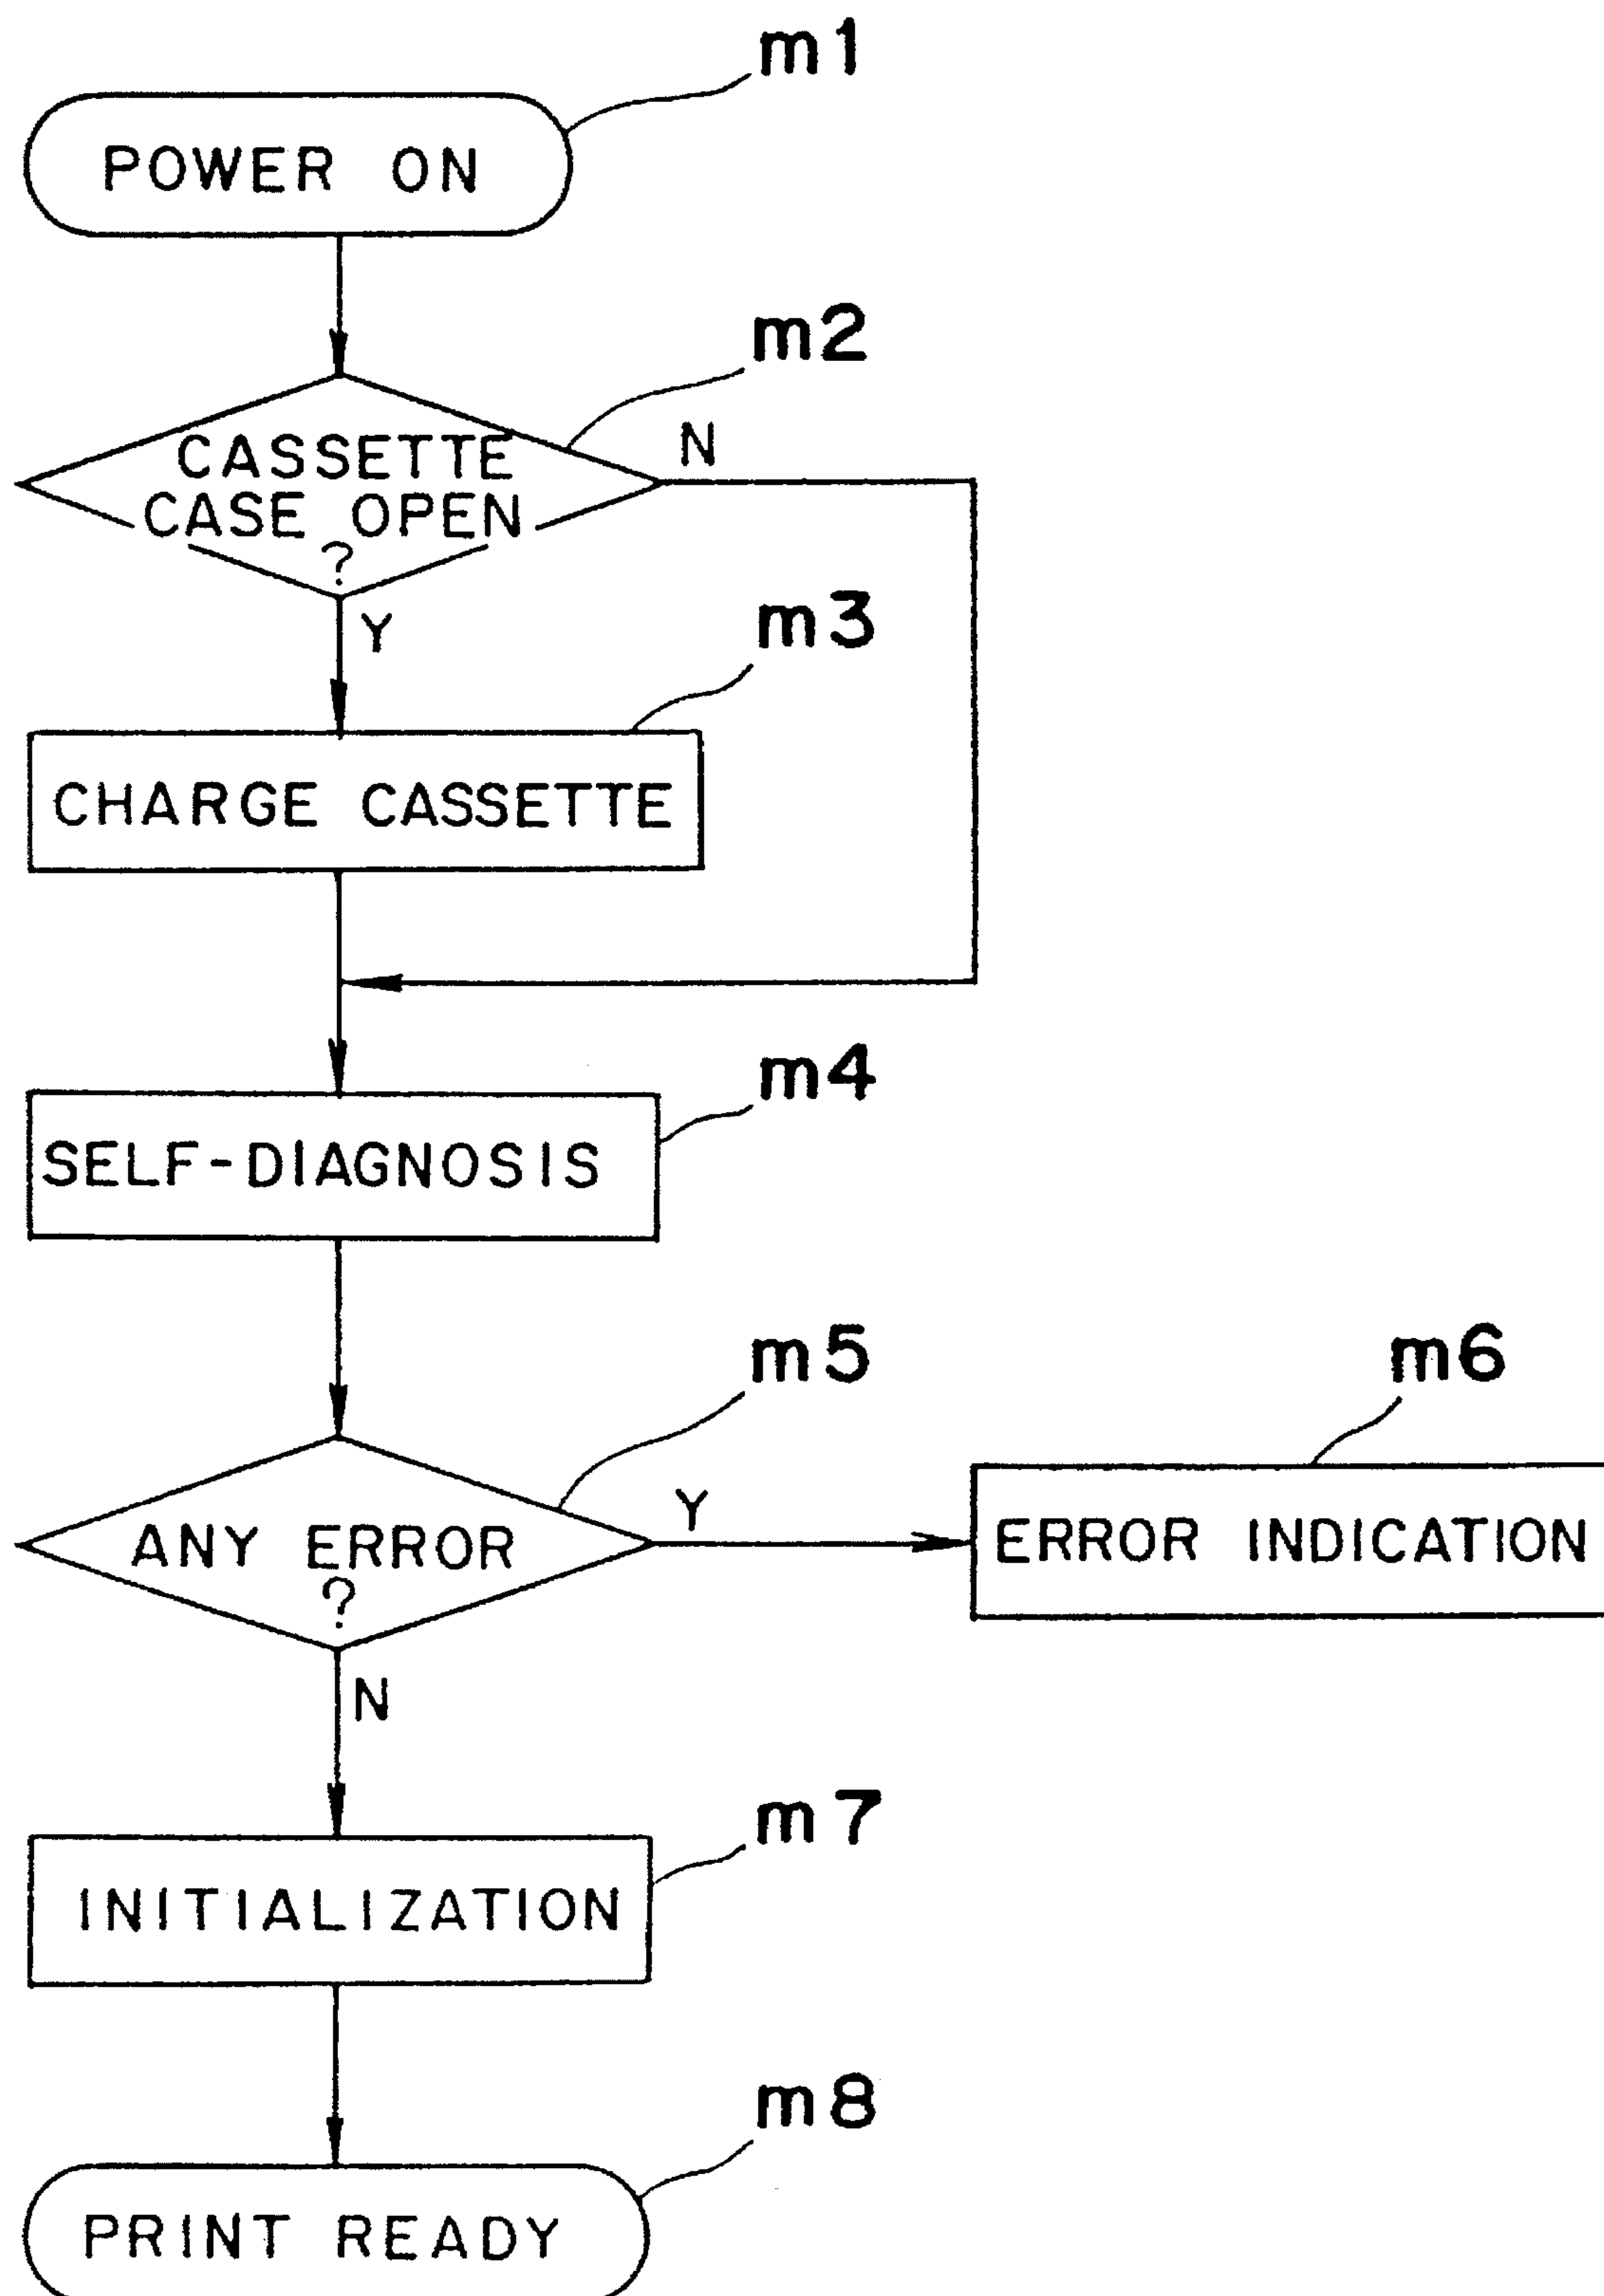 m1
POWER ON
m2
CASSETTE
CASE OPEN
?
N
Y
m3
CHARGE CASSETTE
m4
SELF-DIAGNOSIS
m5
m6
ANY ERROR
?
Y
ERROR INDICATION
N
m7
INITIALIZATION
m8
PRINT READY